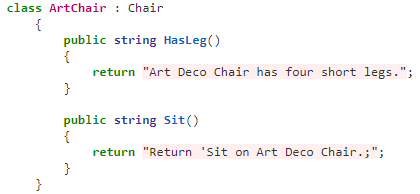 class ArtChair : Chair
{
public string HasLeg()
{
return "Art Deco Chair has four short legs.";
}
public string Sit()
{
return "Return 'Sit on Art Deco Chair.;";
}
}